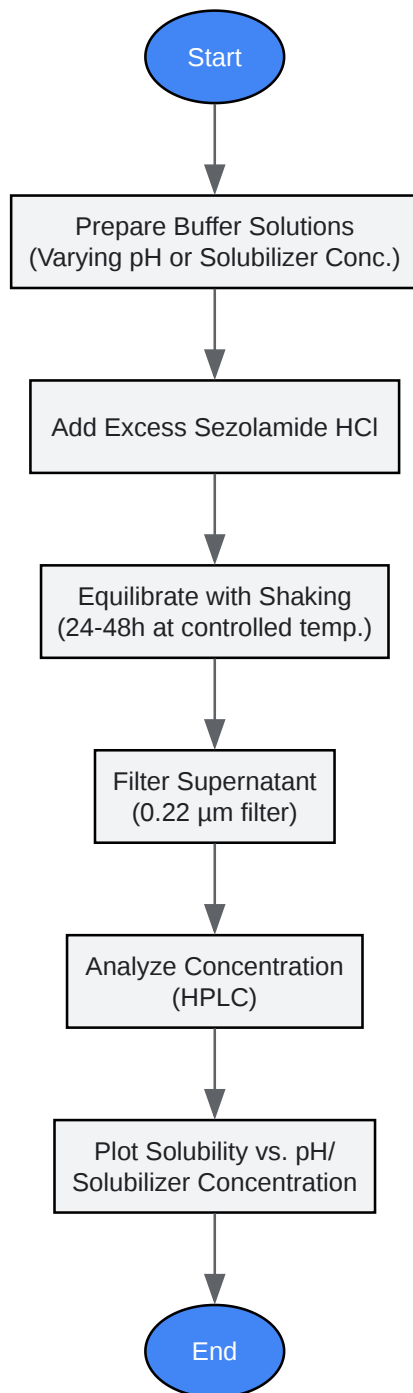 Start
Prepare Buffer Solutions
(Varying pH or Solubilizer Conc.)
Add Excess Sezolamide HCl
Equilibrate with Shaking
(24-48h at controlled temp.)
Filter Supernatant
(0.22 µm filter)
Analyze Concentration
(HPLC)
Plot Solubility vs. pH/
Solubilizer Concentration
End